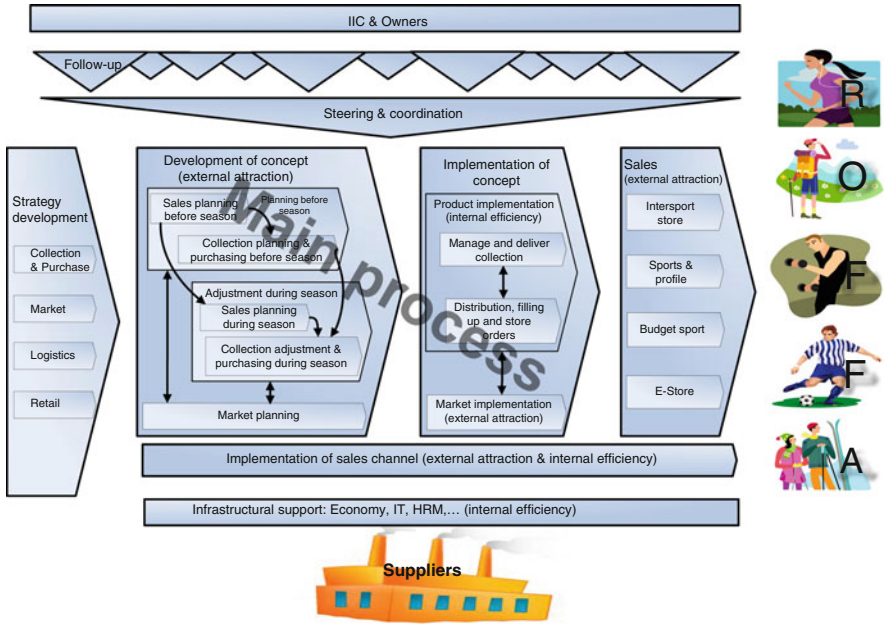 IIC & Owners
Follow-up
Steering & coordination
Strategy
development
Collection
& Purchase
Market
Logistics
Retail
Development of concept
(external attraction)
Sales planning
before season
Planning before
season
Collection planning &
purchasing before season
Adjustment during season
Sales planning
during season
Collection adjustment &
purchasing during season
Market planning
Main process
Implementation of
concept
Product implementation
(internal efficiency)
Manage and deliver
collection
Distribution, filling
up and store
orders
Market implementation
(external attraction)
Sales
(external attraction)
Intersport
store
Sports &
profile
Budget sport
E-Store
R
O
F
F
A
Implementation of sales channel (external attraction & internal efficiency)
Infrastructural support: Economy, IT, HRM,… (internal efficiency)
Suppliers